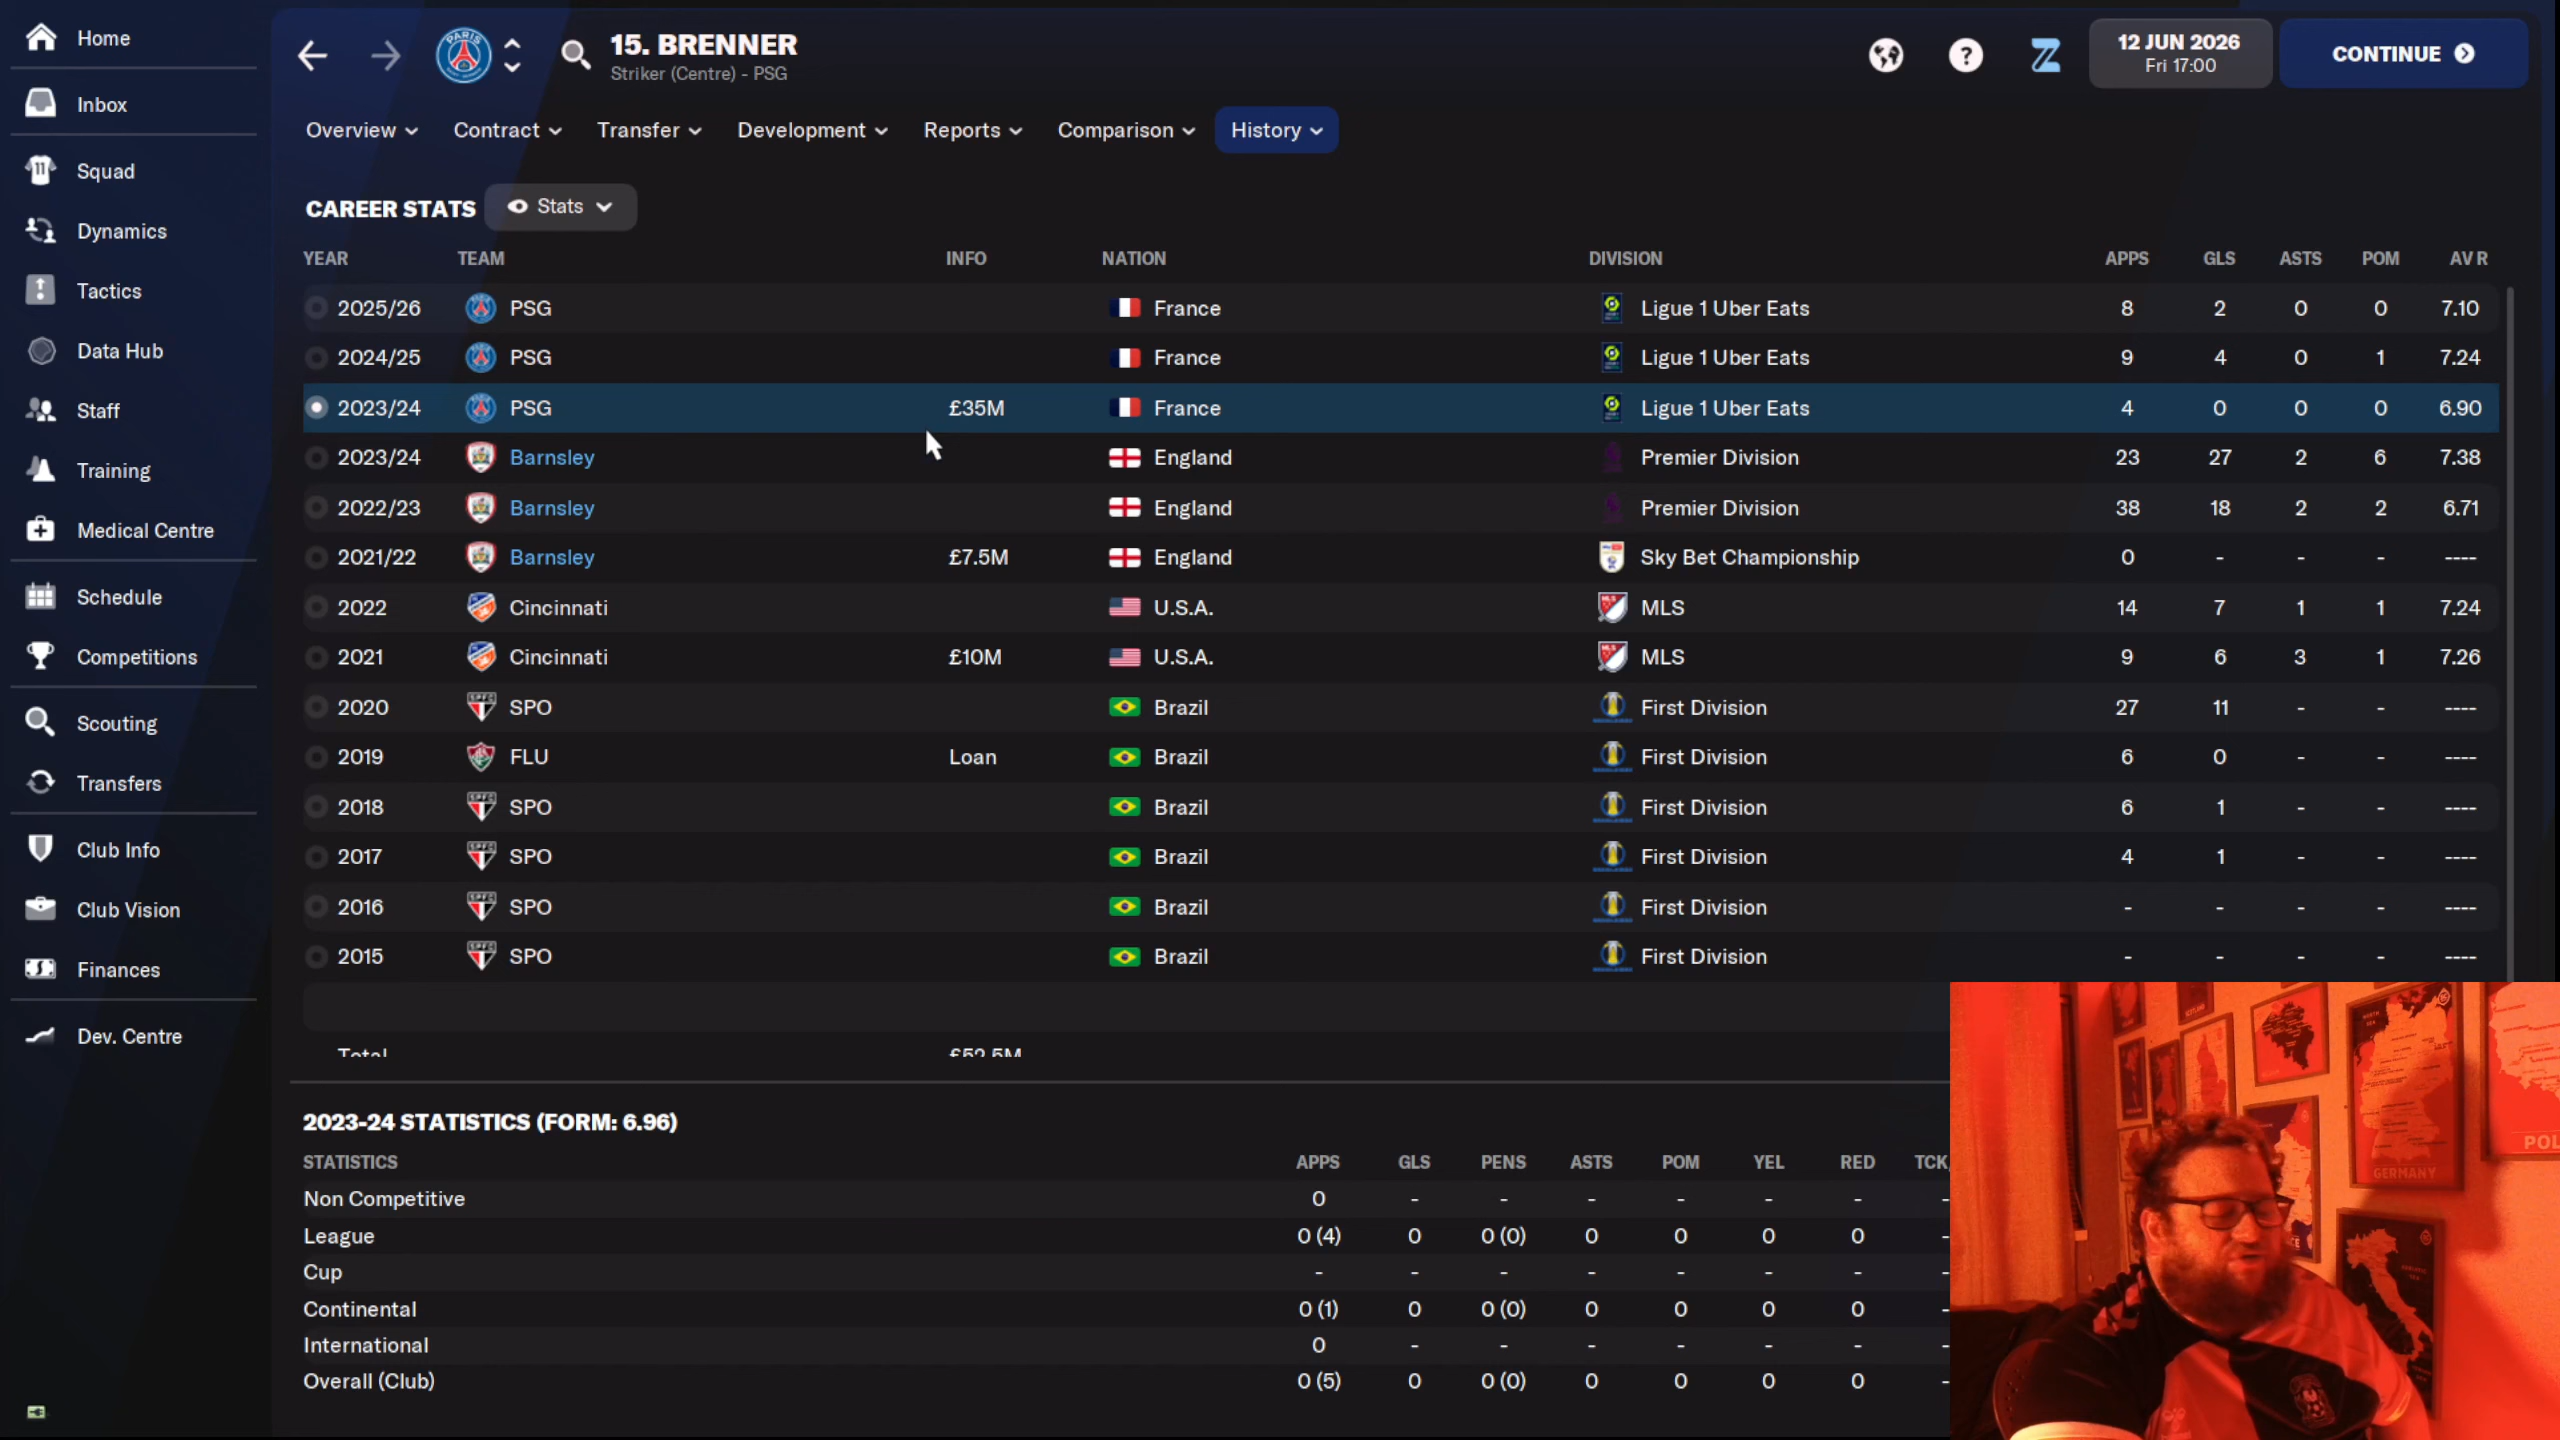 Home
Inbox
Squad
Dynamics
Tactics
Data Hub
Staff
Training
Medical Centre
Schedule
Competitions
Scouting
Transfers
Club Info
Club Vision
Finances
Dev. Centre
15. BRENNER
Striker (Centre) - PSG
12 JUN 2026
Fri 17:00
CONTINUE
Overview Contract Transfer Development Reports Comparison History
CAREER STATS Stats
YEAR TEAM INFO NATION DIVISION APPS GLS ASTS POM AV R
2025/26 PSG France Ligue 1 Uber Eats 8 2 0 0 7.10
2024/25 PSG France Ligue 1 Uber Eats 9 4 0 1 7.24
2023/24 PSG £35M France Ligue 1 Uber Eats 4 0 0 0 6.90
2023/24 Barnsley England Premier Division 23 27 2 6 7.38
2022/23 Barnsley England Premier Division 38 18 2 2 6.71
2021/22 Barnsley £7.5M England Sky Bet Championship 0 - - - ----
2022 Cincinnati U.S.A. MLS 14 7 1 1 7.24
2021 Cincinnati £10M U.S.A. MLS 9 6 3 1 7.26
2020 SPO Brazil First Division 27 11 - - ----
2019 FLU Loan Brazil First Division 6 0 - - ----
2018 SPO Brazil First Division 6 1 - - ----
2017 SPO Brazil First Division 4 1 - - ----
2016 SPO Brazil First Division - - - - ----
2015 SPO Brazil First Division - - - - ----
Total £52.5M
2023-24 STATISTICS (FORM: 6.96)
STATISTICS APPS GLS PENS ASTS POM YEL RED TCK
Non Competitive 0 - - - - - - -
League 0 (4) 0 0 (0) 0 0 0 0 -
Cup - - - - - - - -
Continental 0 (1) 0 0 (0) 0 0 0 0 -
International 0 - - - - - - -
Overall (Club) 0 (5) 0 0 (0) 0 0 0 0 -
POL
GERMANY